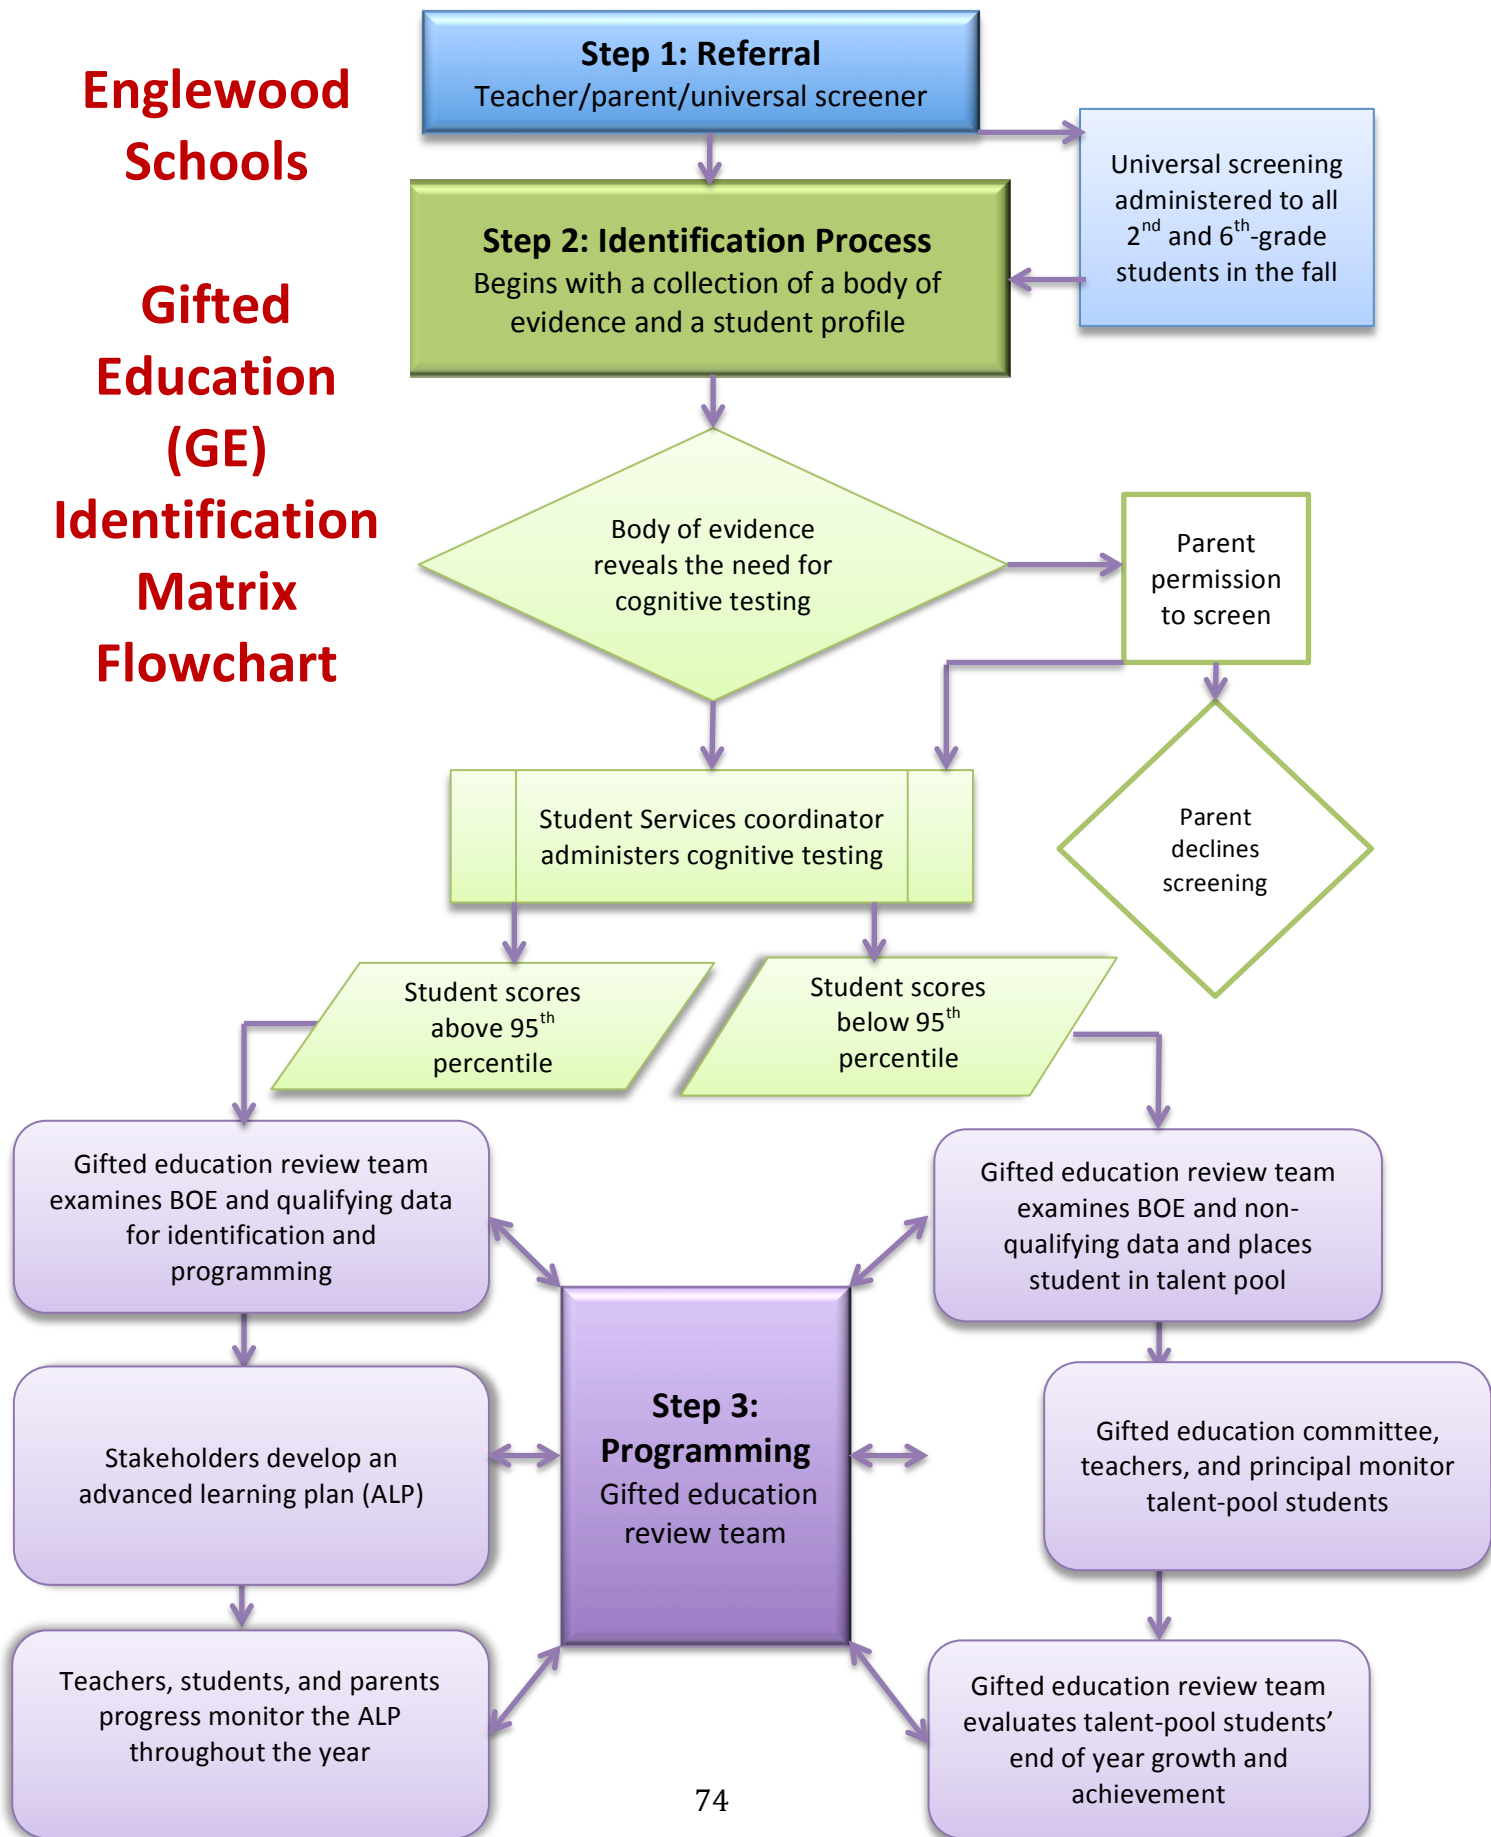 Englewood
Schools
Gifted
Education
(GE)
Identification
Matrix
Flowchart
Step 1: Referral
Teacher/parent/universal screener
Universal screening
administered to all
2nd and 6th-grade
students in the fall
Step 2: Identification Process
Begins with a collection of a body of
evidence and a student profile
Body of evidence
reveals the need for
cognitive testing
Parent
permission
to screen
Student Services coordinator
administers cognitive testing
Parent
declines
screening
Student scores
above 95th
percentile
Student scores
below 95th
percentile
Gifted education review team
examines BOE and qualifying data
for identification and
programming
Gifted education review team
examines BOE and non-
qualifying data and places
student in talent pool
Stakeholders develop an
advanced learning plan (ALP)
Step 3:
Programming
Gifted education
review team
Gifted education committee,
teachers, and principal monitor
talent-pool students
Teachers, students, and parents
progress monitor the ALP
throughout the year
Gifted education review team
evaluates talent-pool students’
end of year growth and
achievement
74